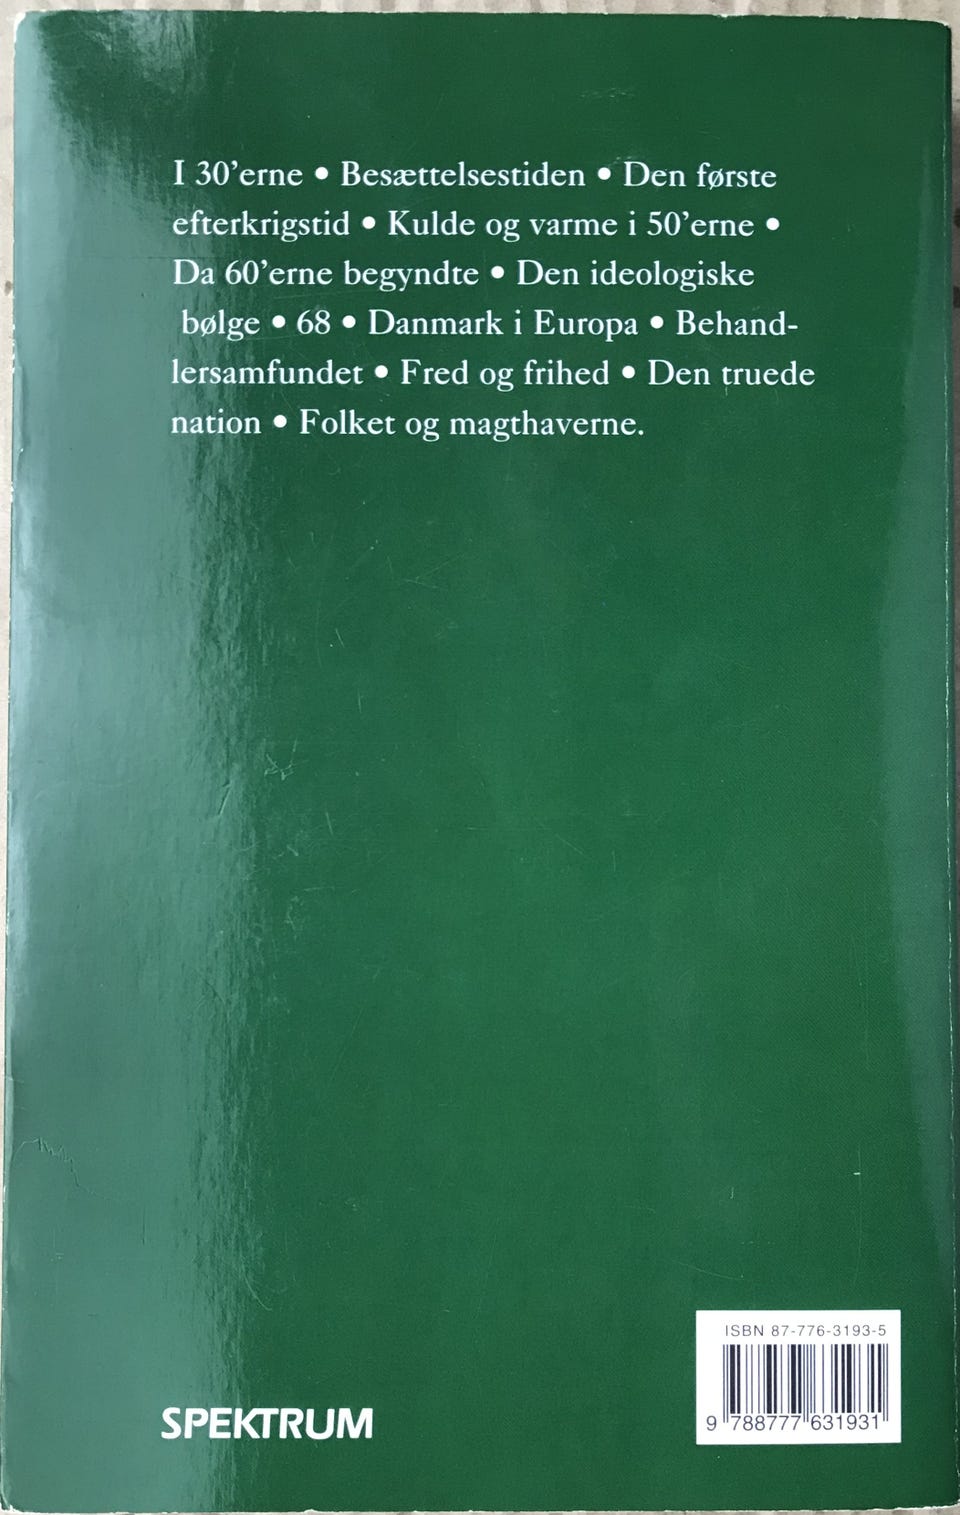 I 30’erne • Besættelsestiden • Den første
efterkrigstid • Kulde og varme i 50’erne •
Da 60’erne begyndte • Den ideologiske
bølge • 68 • Danmark i Europa • Behand-
lersamfundet • Fred og frihed • Den truede
nation • Folket og magthaverne.
ISBN 87-776-3193-5
9 788777 631931
SPEKTRUM